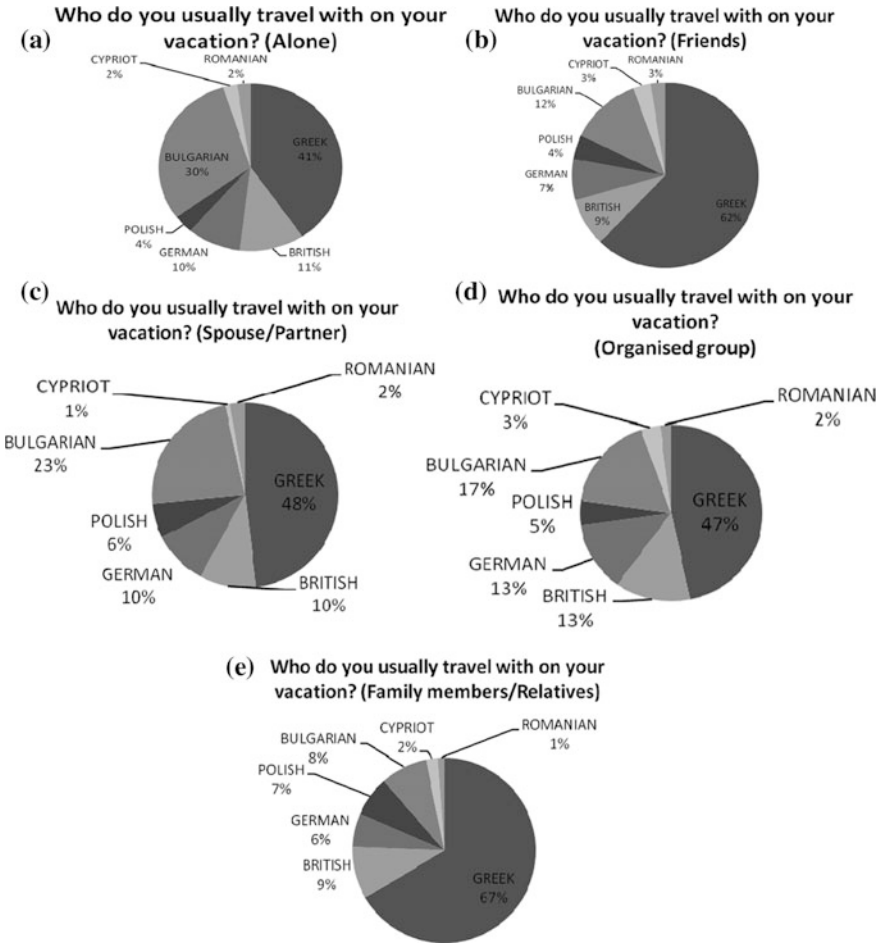 (a) Who do you usually travel with on your
vacation? (Alone)
CYPRIOT
2%
ROMANIAN
2%
GREEK
41%
BULGARIAN
30%
POLISH
4%
GERMAN
10%
BRITISH
11%
(b) Who do you usually travel with on your
vacation? (Friends)
CYPRIOT
3%
ROMANIAN
3%
BULGARIAN
12%
POLISH
4%
GERMAN
7%
BRITISH
9%
GREEK
62%
(c) Who do you usually travel with on your
vacation? (Spouse/Partner)
CYPRIOT
1%
ROMANIAN
2%
BULGARIAN
23%
GREEK
48%
POLISH
6%
GERMAN
10%
BRITISH
10%
(d) Who do you usually travel with on your
vacation?
(Organised group)
CYPRIOT
3%
ROMANIAN
2%
BULGARIAN
17%
POLISH
5%
GREEK
47%
GERMAN
13%
BRITISH
13%
(e) Who do you usually travel with on your
vacation? (Family members/Relatives)
CYPRIOT
2%
ROMANIAN
1%
BULGARIAN
8%
POLISH
7%
GERMAN
6%
BRITISH
9%
GREEK
67%